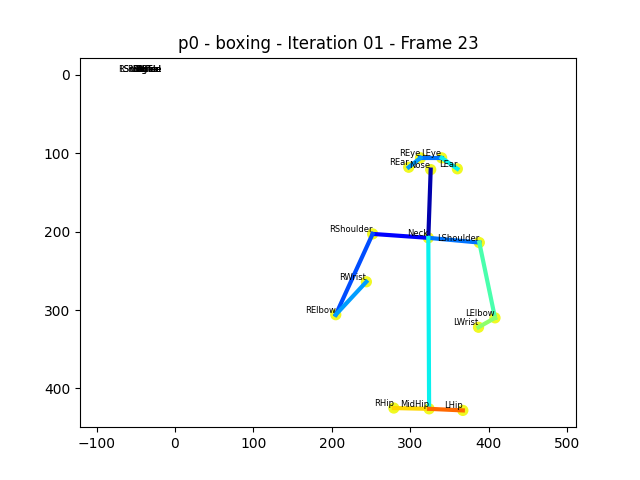 p0 - boxing - Iteration 01 - Frame 23
0
100
200
300
400
REye LEye
REar Nose LEar
RShoulder Neck LShoulder
RWrist
RElbow LElbow
LWrist
RHip MidHip LHip
−100 0 100 200 300 400 500